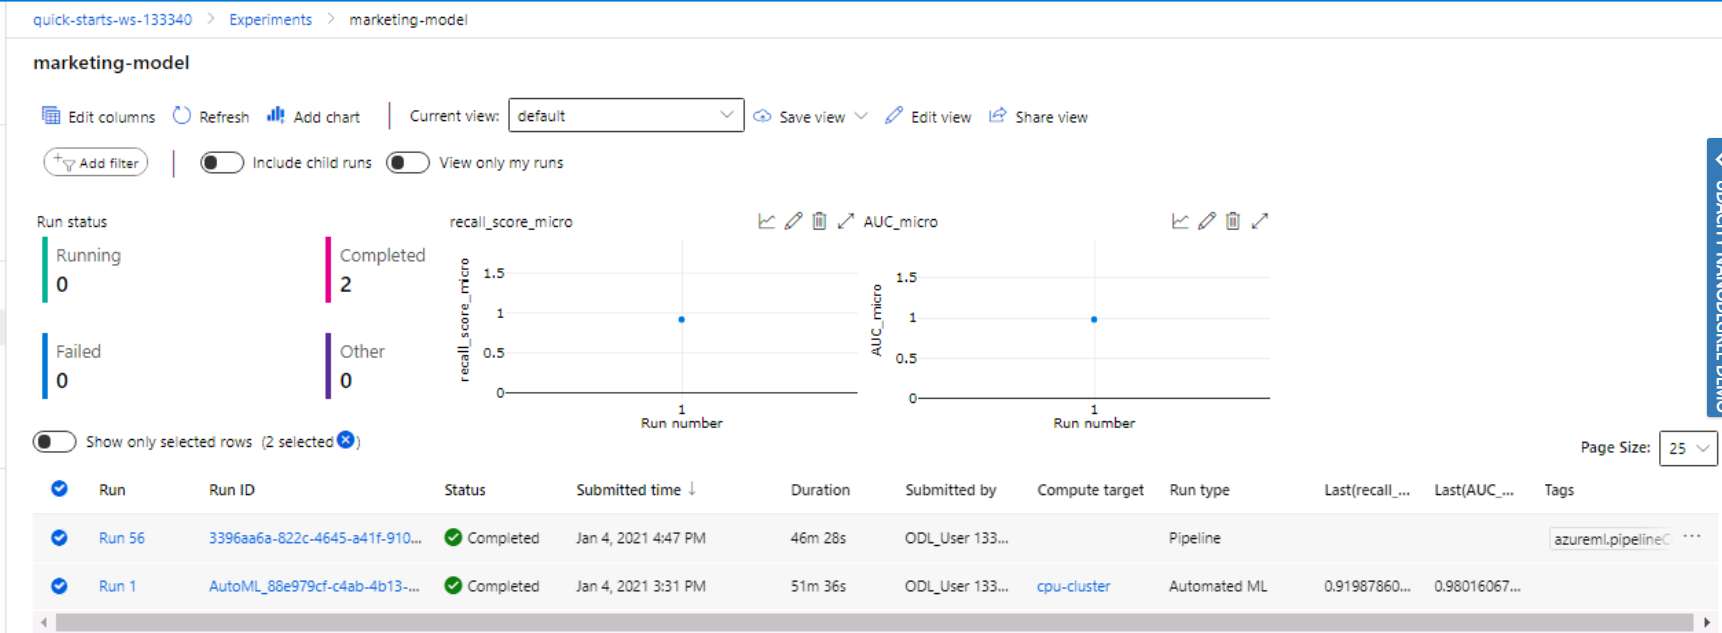 quick-starts-ws-133340 > Experiments > marketing-model
marketing-model
Edit columns Refresh Add chart Current view: default Save view Edit view Share view
Add filter Include child runs View only my runs
Run status
Running
0
Completed
2
Failed
0
Other
0
recall_score_micro
recall_score_micro
1.5
1
0.5
0
1
Run number
AUC_micro
AUC_micro
1.5
1
0.5
0
1
Run number
Show only selected rows (2 selected )
Page Size: 25
Run Run ID Status Submitted time ↓ Duration Submitted by Compute target Run type Last(recall_... Last(AUC_... Tags
Run 56 3396aa6a-822c-4645-a41f-910... Completed Jan 4, 2021 4:47 PM 46m 28s ODL_User 133... Pipeline azureml.pipelineC ...
Run 1 AutoML_88e979cf-c4ab-4b13-... Completed Jan 4, 2021 3:31 PM 51m 36s ODL_User 133... cpu-cluster Automated ML 0.91987860... 0.98016067...